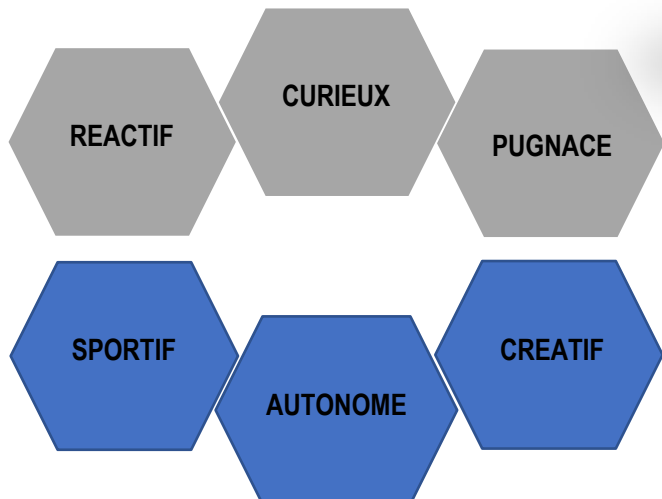 REACTIF
CURIEUX
PUGNACE
SPORTIF
AUTONOME
CREATIF